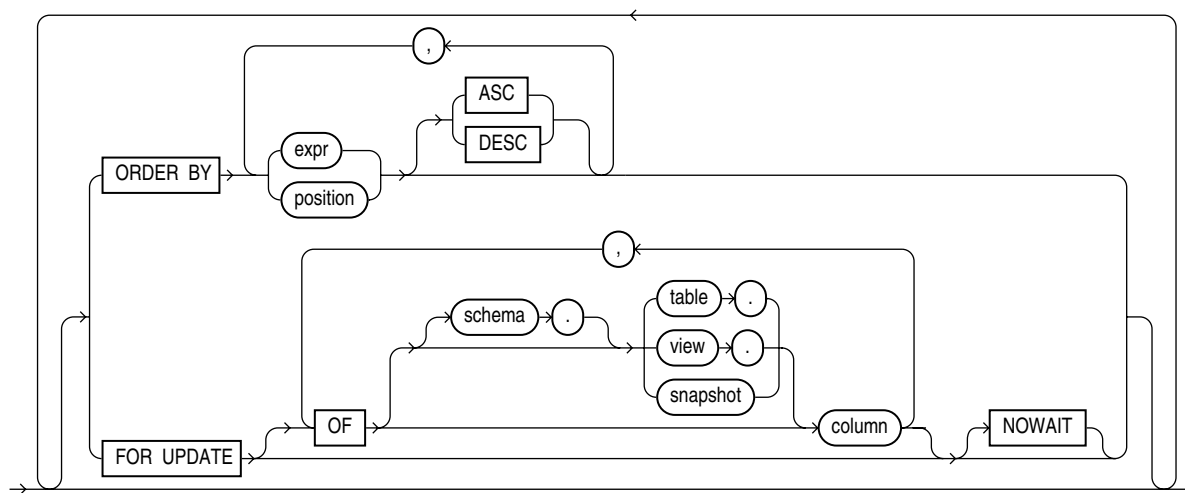 ,
ASC
DESC
ORDER BY
expr
position
,
schema .
table .
view .
snapshot
FOR UPDATE
OF
column
NOWAIT